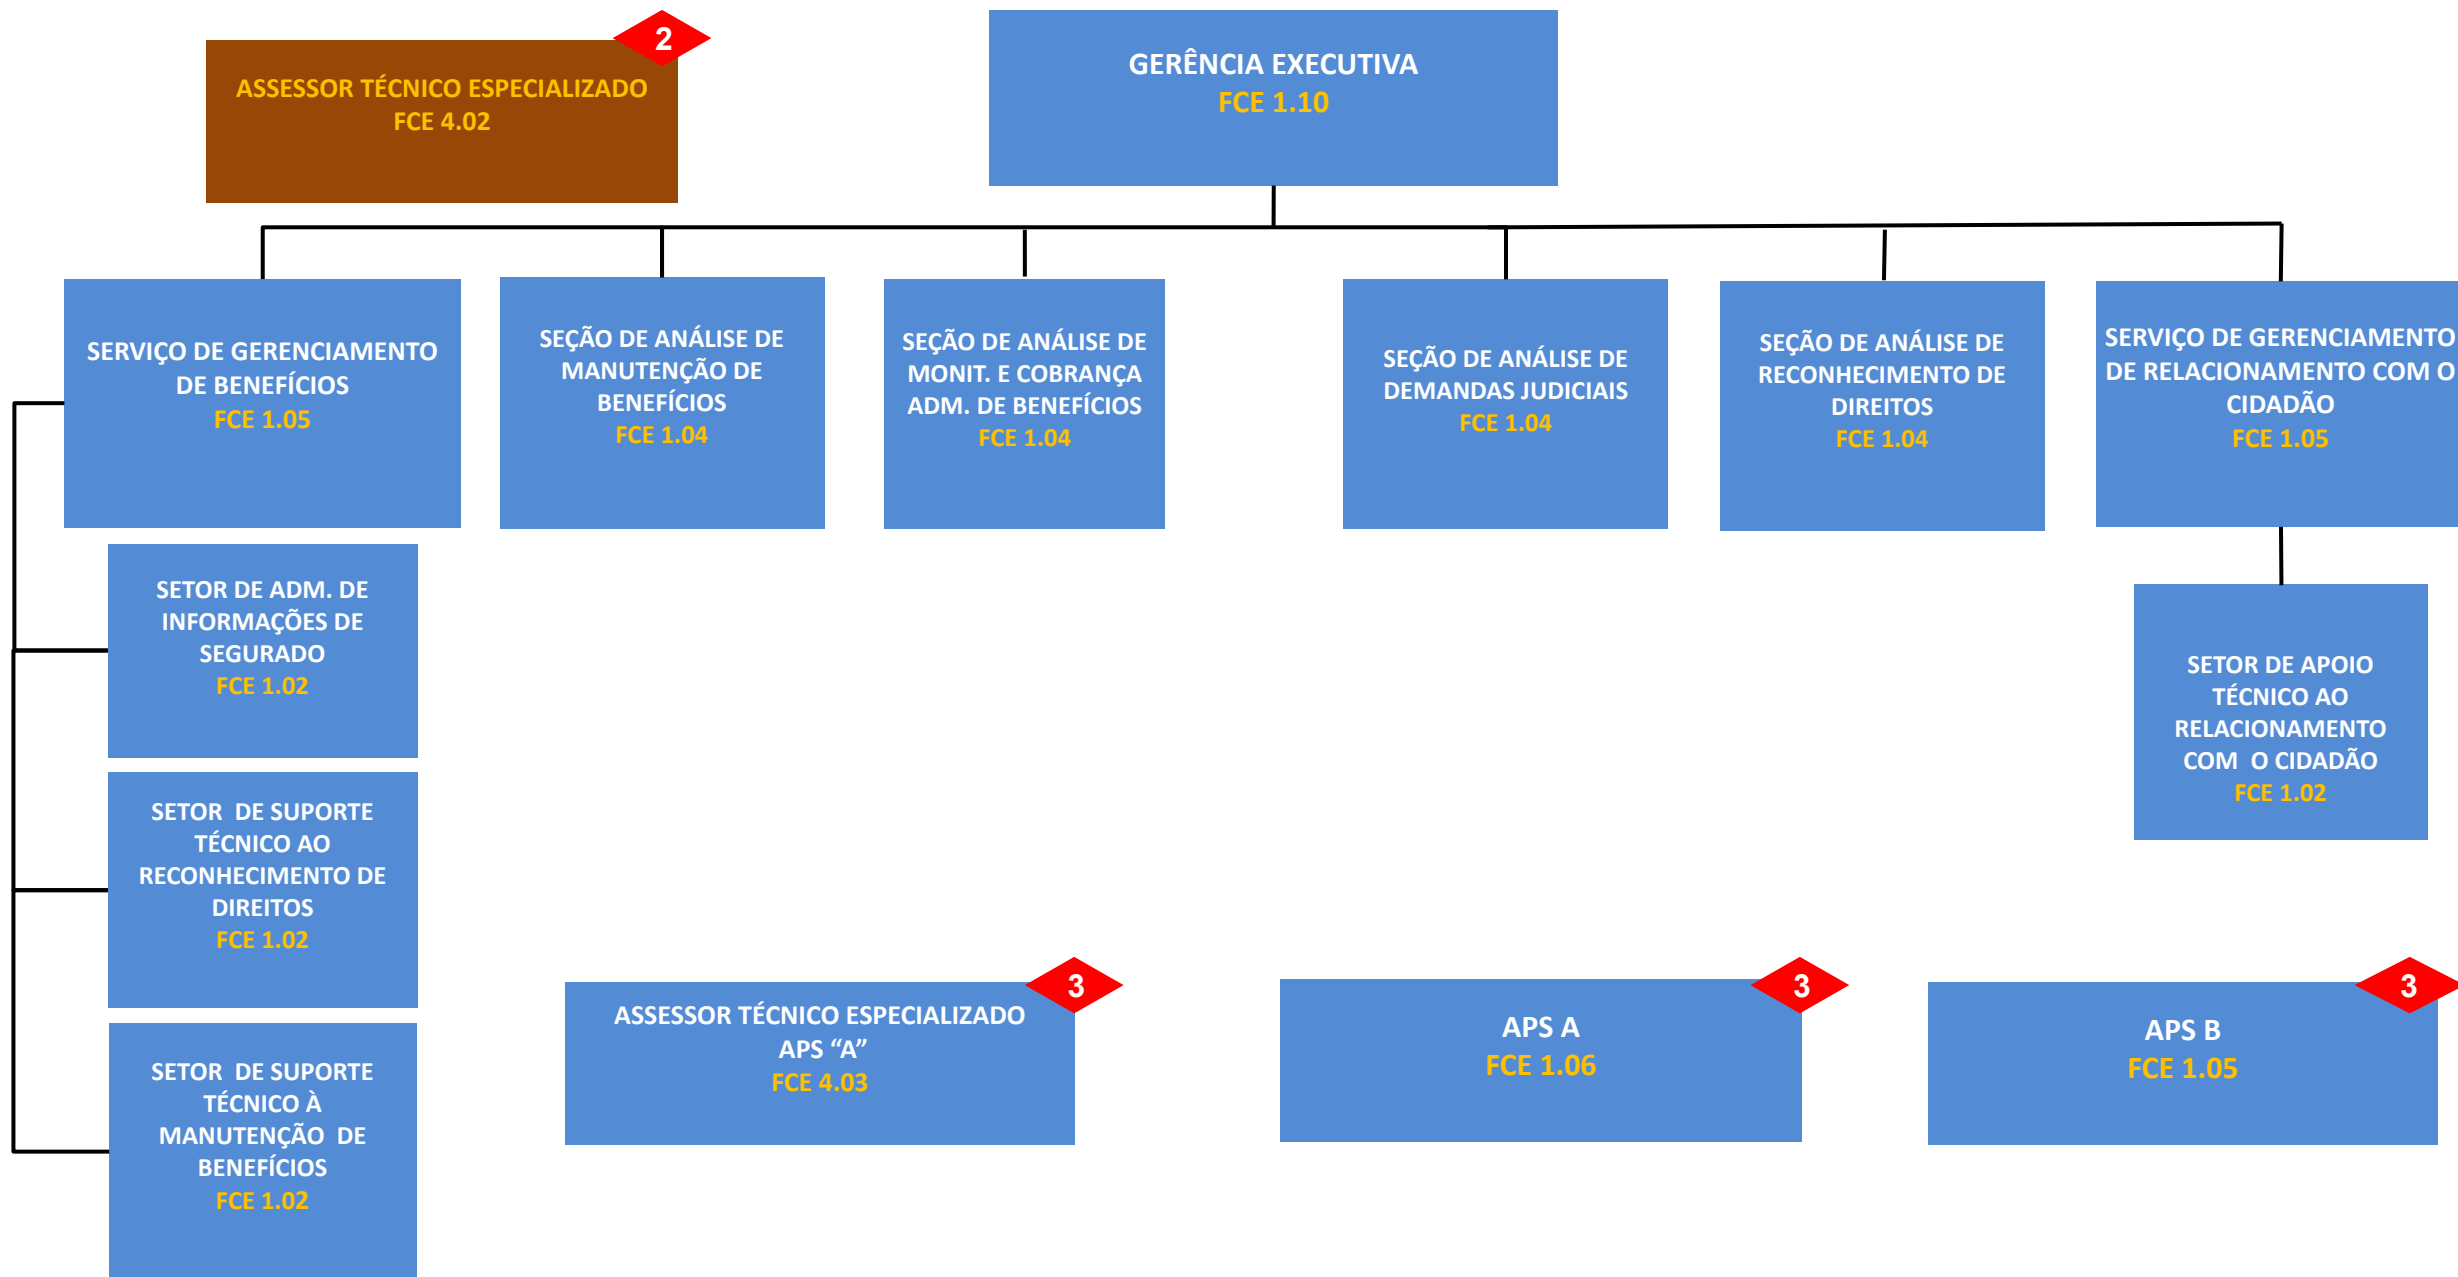 2
ASSESSOR TÉCNICO ESPECIALIZADO
FCE 4.02
GERÊNCIA EXECUTIVA
FCE 1.10
SERVIÇO DE GERENCIAMENTO
DE BENEFÍCIOS
FCE 1.05
SEÇÃO DE ANÁLISE DE
MANUTENÇÃO DE
BENEFÍCIOS
FCE 1.04
SEÇÃO DE ANÁLISE DE
MONIT. E COBRANÇA
ADM. DE BENEFÍCIOS
FCE 1.04
SEÇÃO DE ANÁLISE DE
DEMANDAS JUDICIAIS
FCE 1.04
SEÇÃO DE ANÁLISE DE
RECONHECIMENTO DE
DIREITOS
FCE 1.04
SERVIÇO DE GERENCIAMENTO
DE RELACIONAMENTO COM O
CIDADÃO
FCE 1.05
SETOR DE ADM. DE
INFORMAÇÕES DE
SEGURADO
FCE 1.02
SETOR DE SUPORTE
TÉCNICO AO
RECONHECIMENTO DE
DIREITOS
FCE 1.02
SETOR DE SUPORTE
TÉCNICO À
MANUTENÇÃO DE
BENEFÍCIOS
FCE 1.02
SETOR DE APOIO
TÉCNICO AO
RELACIONAMENTO
COM O CIDADÃO
FCE 1.02
3
ASSESSOR TÉCNICO ESPECIALIZADO
APS “A”
FCE 4.03
3
APS A
FCE 1.06
3
APS B
FCE 1.05